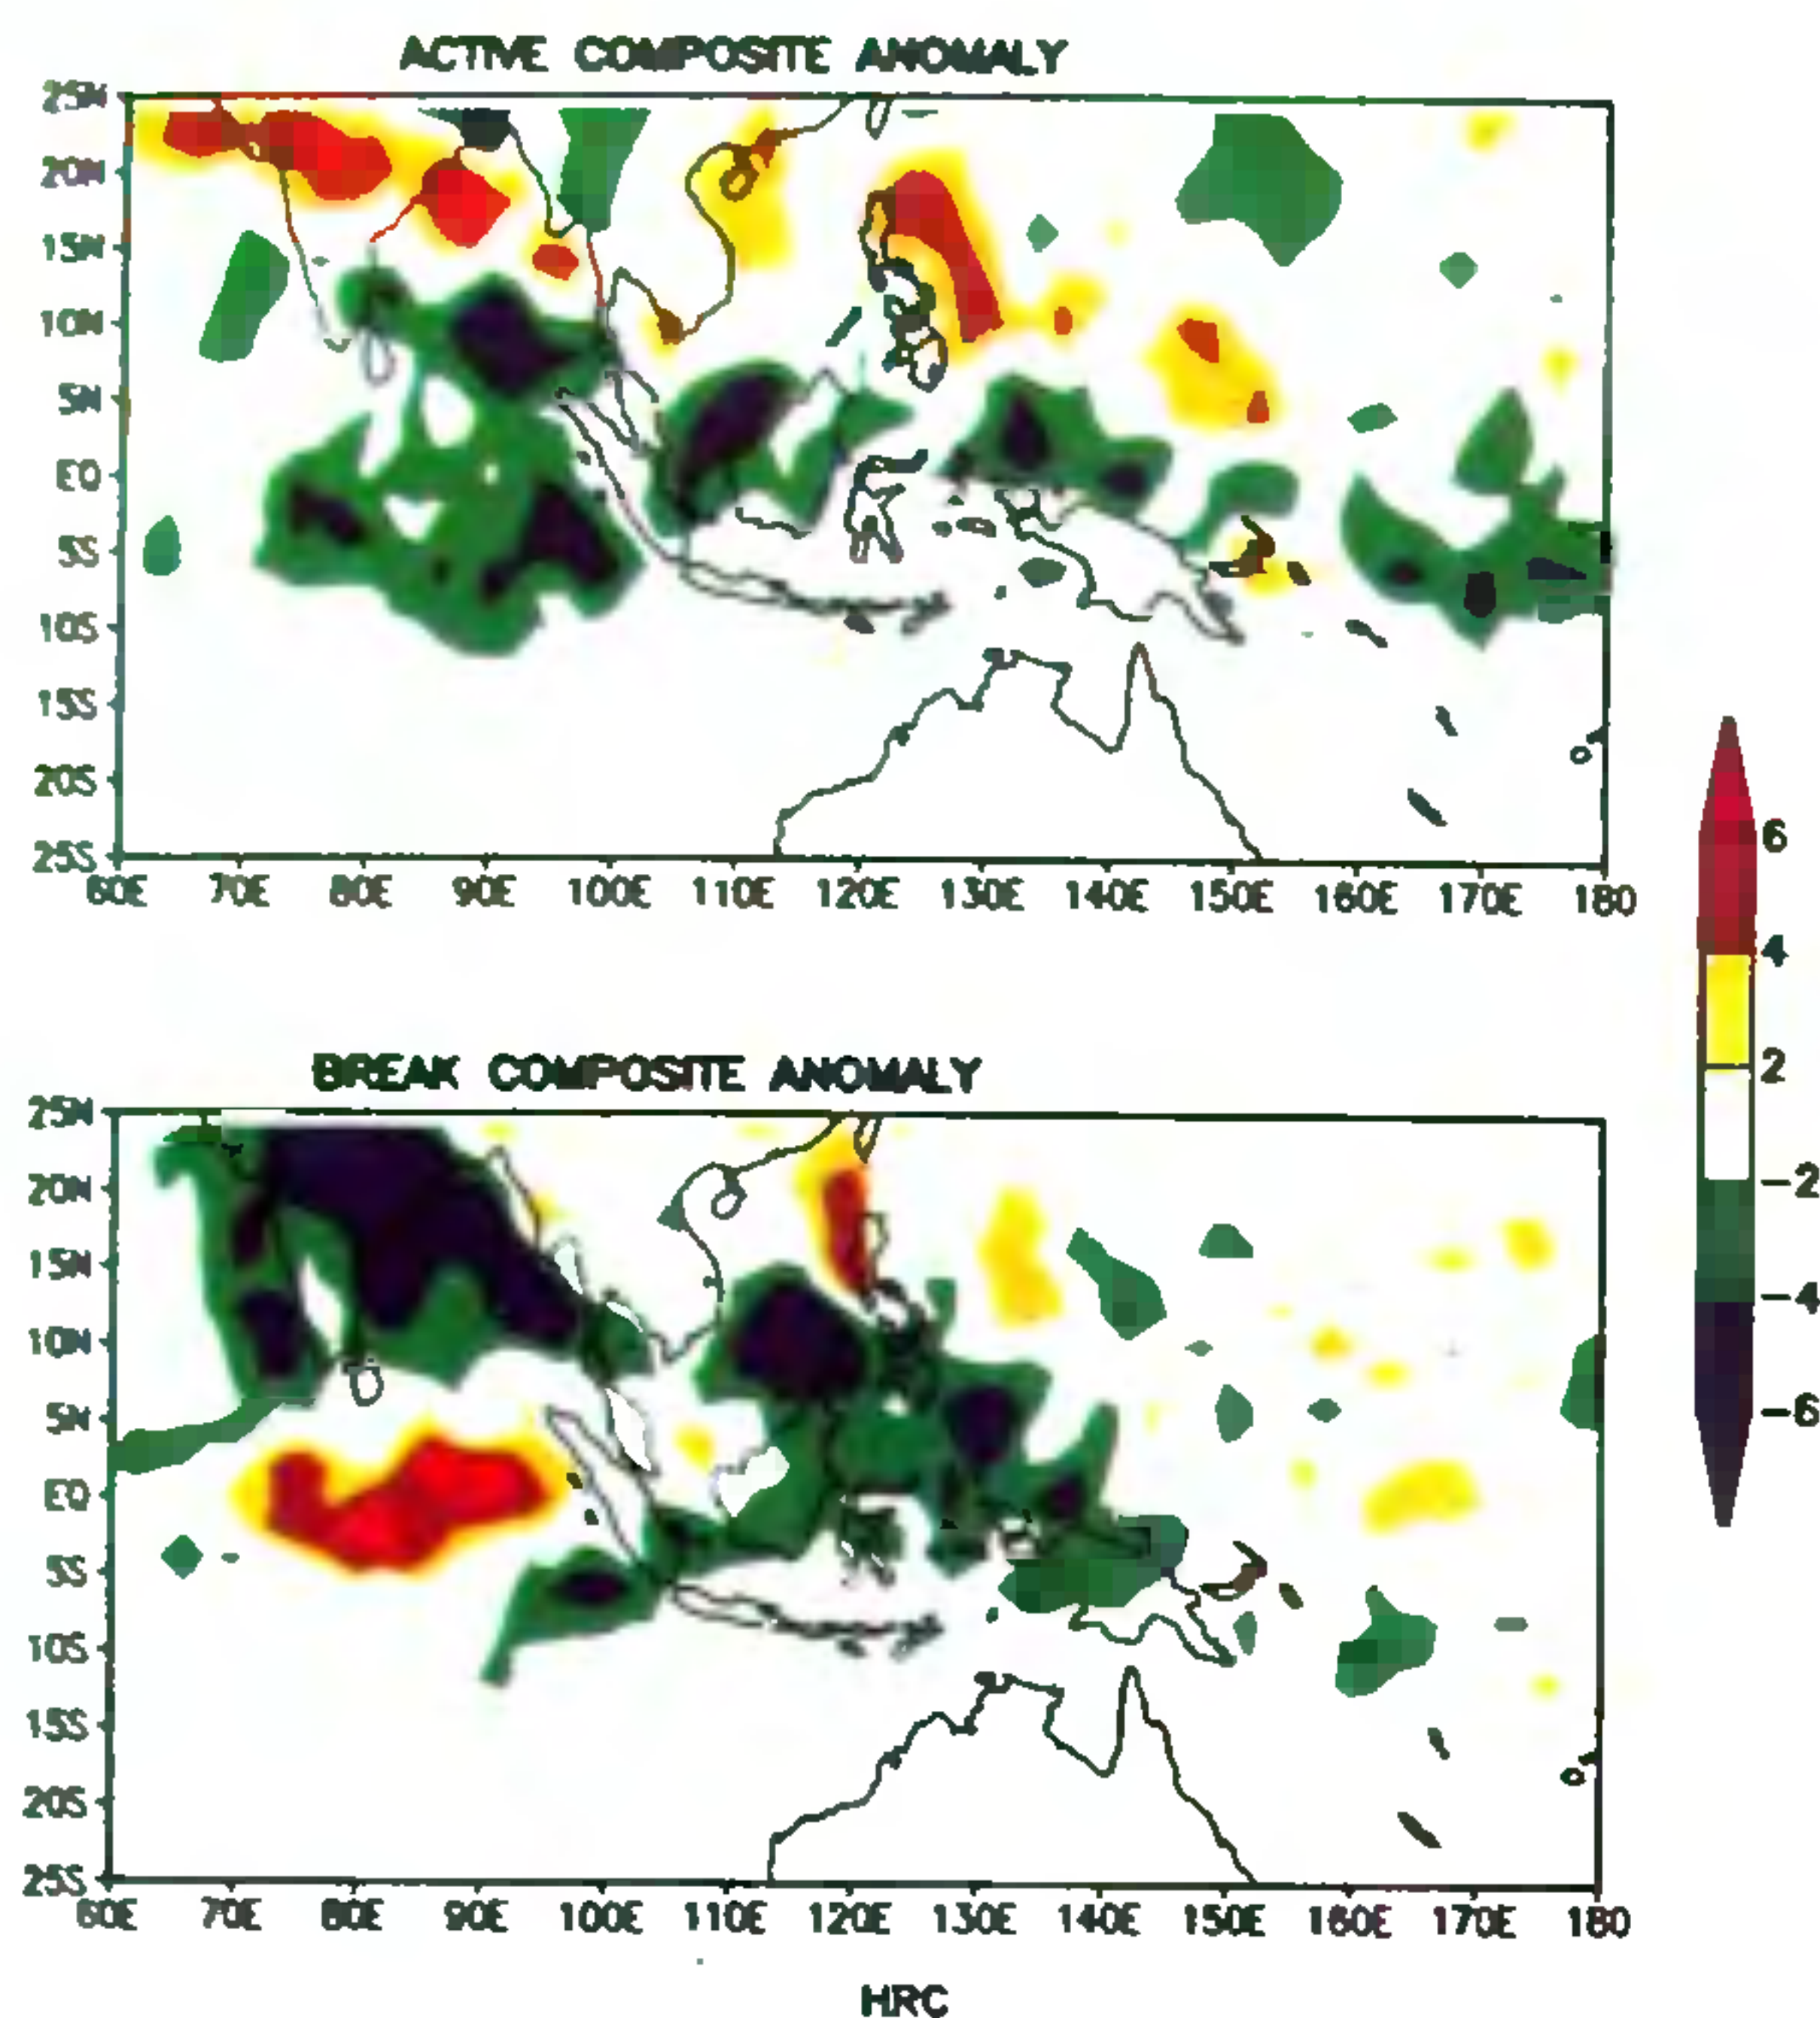 ACTIVE COMPOSITE ANOMALY
25N
20N
15N
10N
5N
EQ
5S
10S
15S
20S
25S
60E 70E 80E 90E 100E 110E 120E 130E 140E 150E 160E 170E 180
6
4
2
-2
-4
-6
BREAK COMPOSITE ANOMALY
25N
20N
15N
10N
5N
EQ
5S
10S
15S
20S
25S
60E 70E 80E 90E 100E 110E 120E 130E 140E 150E 160E 170E 180
HRC